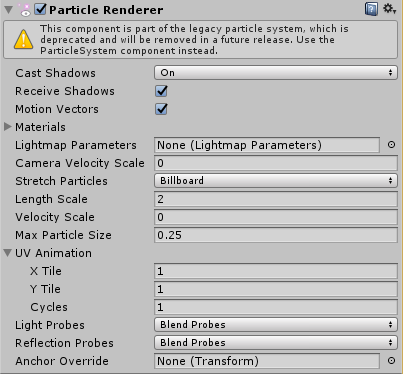 Particle Renderer
This component is part of the legacy particle system, which is
deprecated and will be removed in a future release. Use the
ParticleSystem component instead.
Cast Shadows On
Receive Shadows
Motion Vectors
Materials
Lightmap Parameters None (Lightmap Parameters)
Camera Velocity Scale 0
Stretch Particles Billboard
Length Scale 2
Velocity Scale 0
Max Particle Size 0.25
UV Animation
X Tile 1
Y Tile 1
Cycles 1
Light Probes Blend Probes
Reflection Probes Blend Probes
Anchor Override None (Transform)